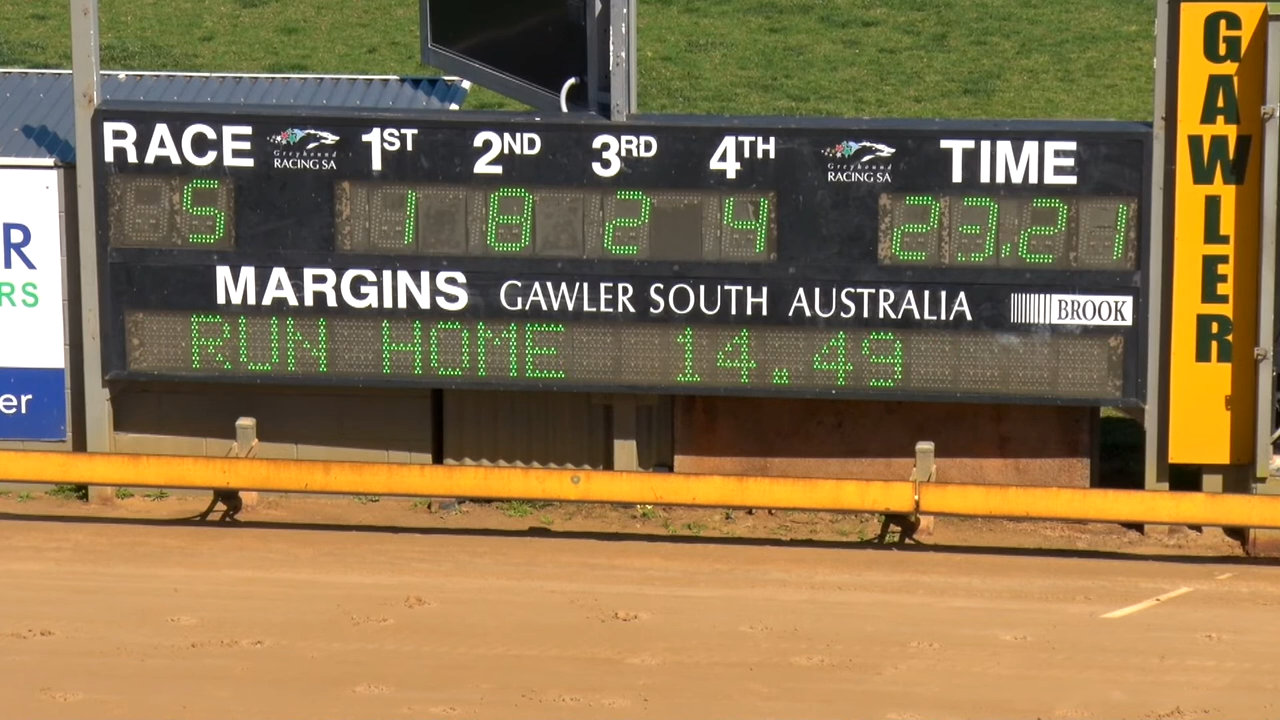 RACE Greyhound RACING SA 1ST 2ND 3RD 4TH Greyhound RACING SA TIME
5 1 8 2 4 23.21
MARGINS GAWLER SOUTH AUSTRALIA BROOK
RUN HOME 14.49
GAWLER
R
RS
er